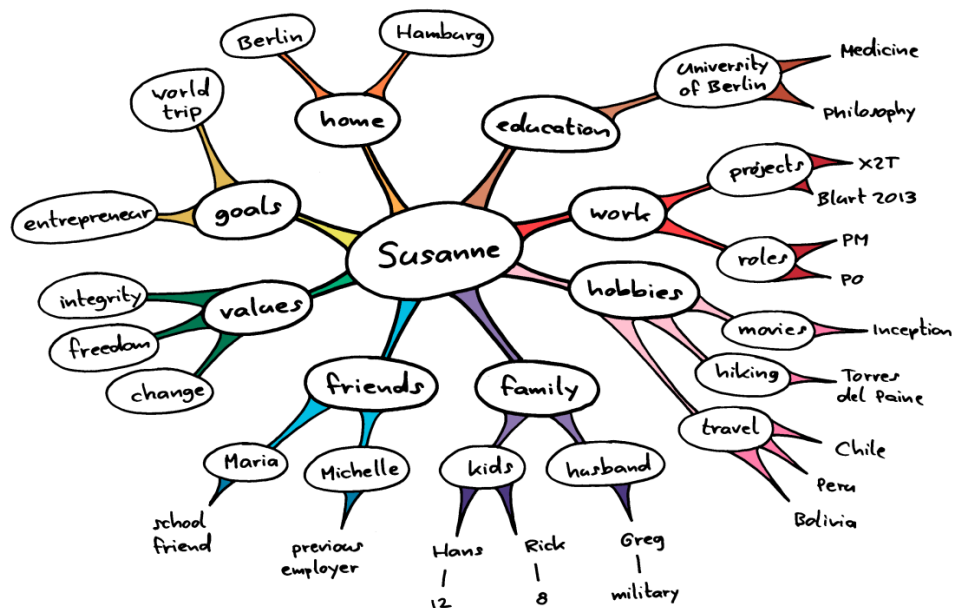 Susanne
home
Berlin
Hamburg
education
University
of Berlin
Medicine
Philosophy
work
projects
X2T
Blart 2013
roles
PM
PO
hobbies
movies
Inception
hiking
Torres
del Paine
travel
Chile
Peru
Bolivia
family
husband
Greg
military
kids
Hans
12
Rick
8
friends
Michelle
previous
employer
Maria
school
friend
values
integrity
freedom
change
goals
world
trip
entrepreneur